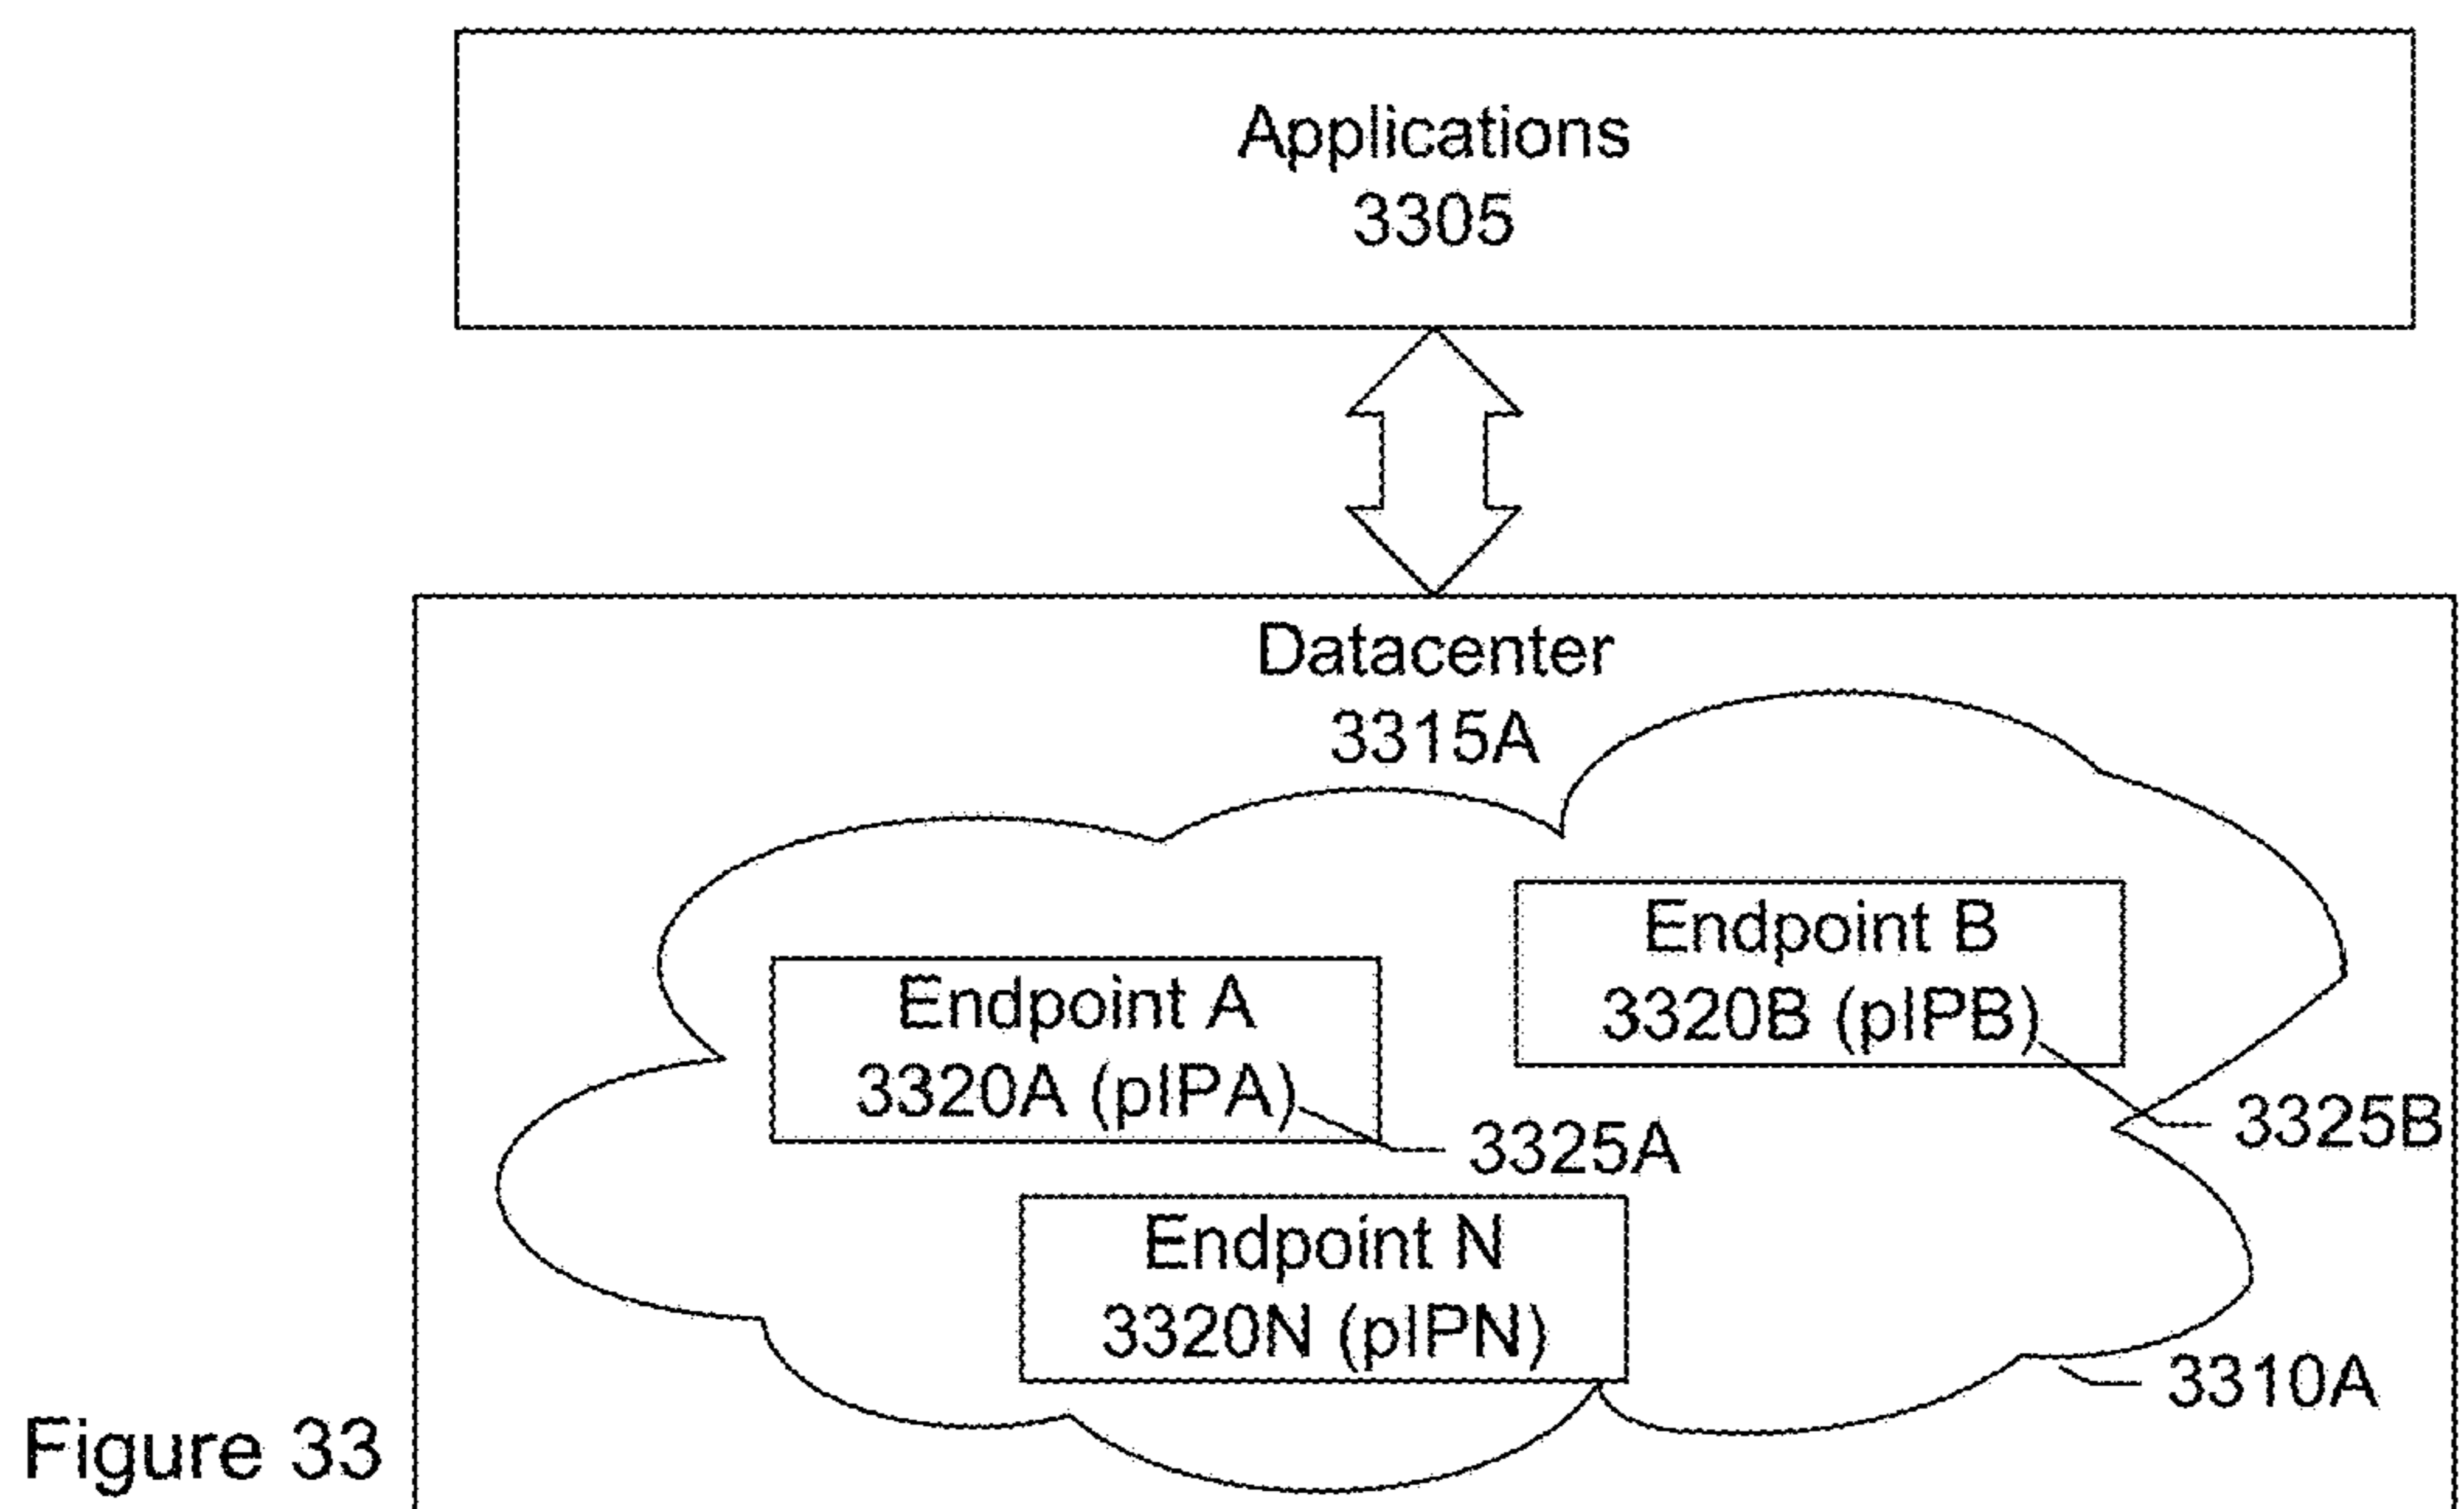 Applications
3305
Datacenter
3315A
Endpoint B
3320B (pIPB)
Endpoint A
3320A (pIPA)
3325B
3325A
Endpoint N
3320N (pIPN)
3310A
Figure 33